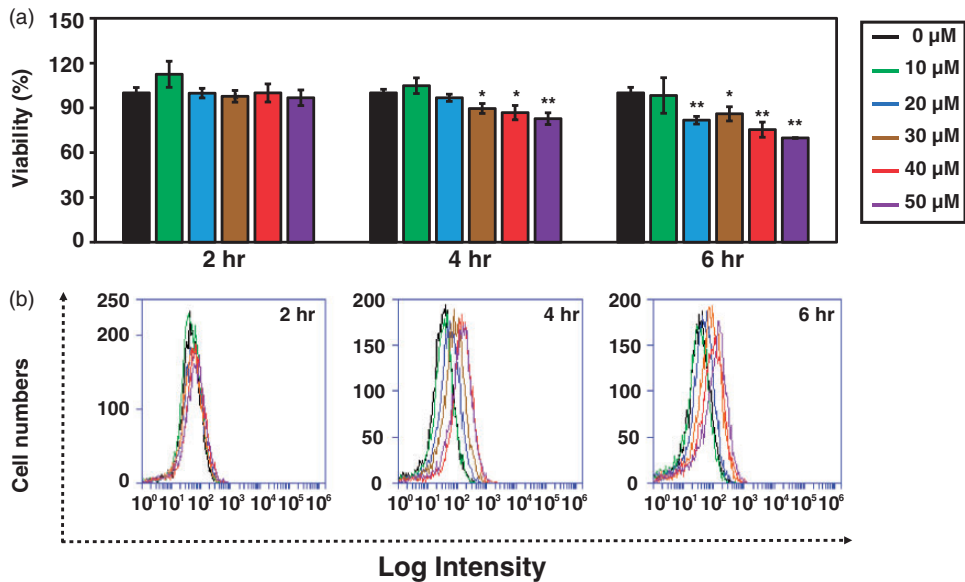 (a)
150
120
90
60
30
0
Viability (%)
* * **
** * ** **
2 hr 4 hr 6 hr
0 µM
10 µM
20 µM
30 µM
40 µM
50 µM
(b)
Cell numbers
250
200
100
0
2 hr
10⁰ 10¹ 10² 10³ 10⁴ 10⁵ 10⁶
200
150
100
50
0
4 hr
10⁰ 10¹ 10² 10³ 10⁴ 10⁵ 10⁶
200
150
100
50
0
6 hr
10⁰ 10¹ 10² 10³ 10⁴ 10⁵ 10⁶
Log Intensity